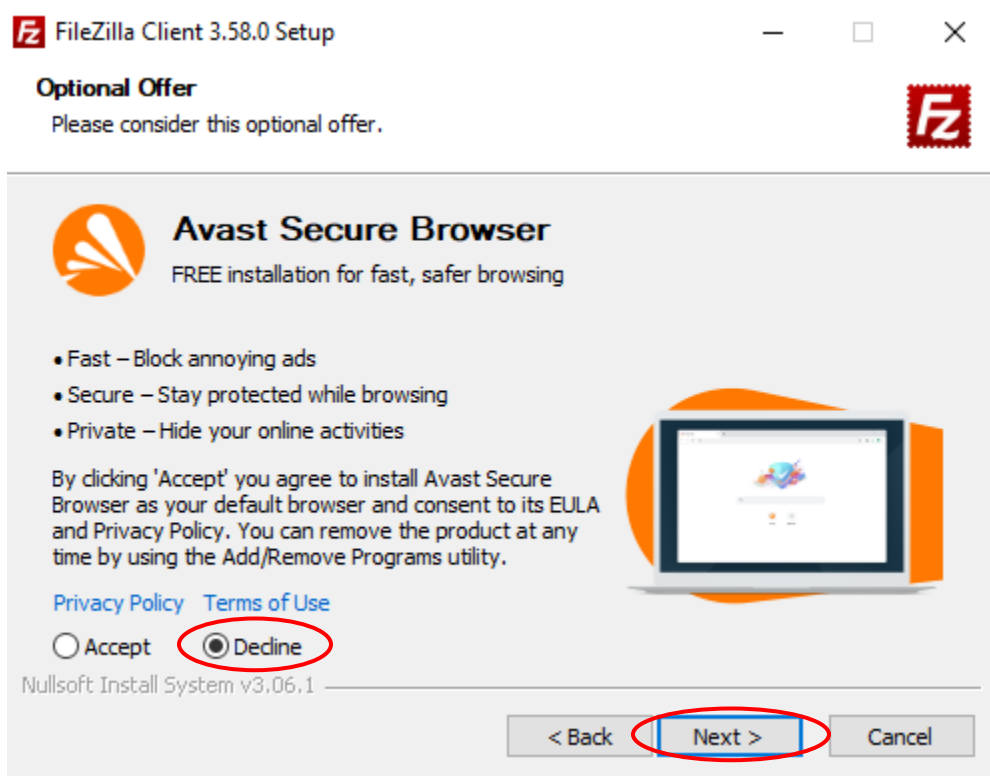 FileZilla Client 3.58.0 Setup
Optional Offer
Please consider this optional offer.
Fz
Avast Secure Browser
FREE installation for fast, safer browsing
• Fast – Block annoying ads
• Secure – Stay protected while browsing
• Private – Hide your online activities
By clicking 'Accept' you agree to install Avast Secure
Browser as your default browser and consent to its EULA
and Privacy Policy. You can remove the product at any
time by using the Add/Remove Programs utility.
Privacy Policy Terms of Use
Accept Decline
Nullsoft Install System v3.06.1
< Back Next > Cancel